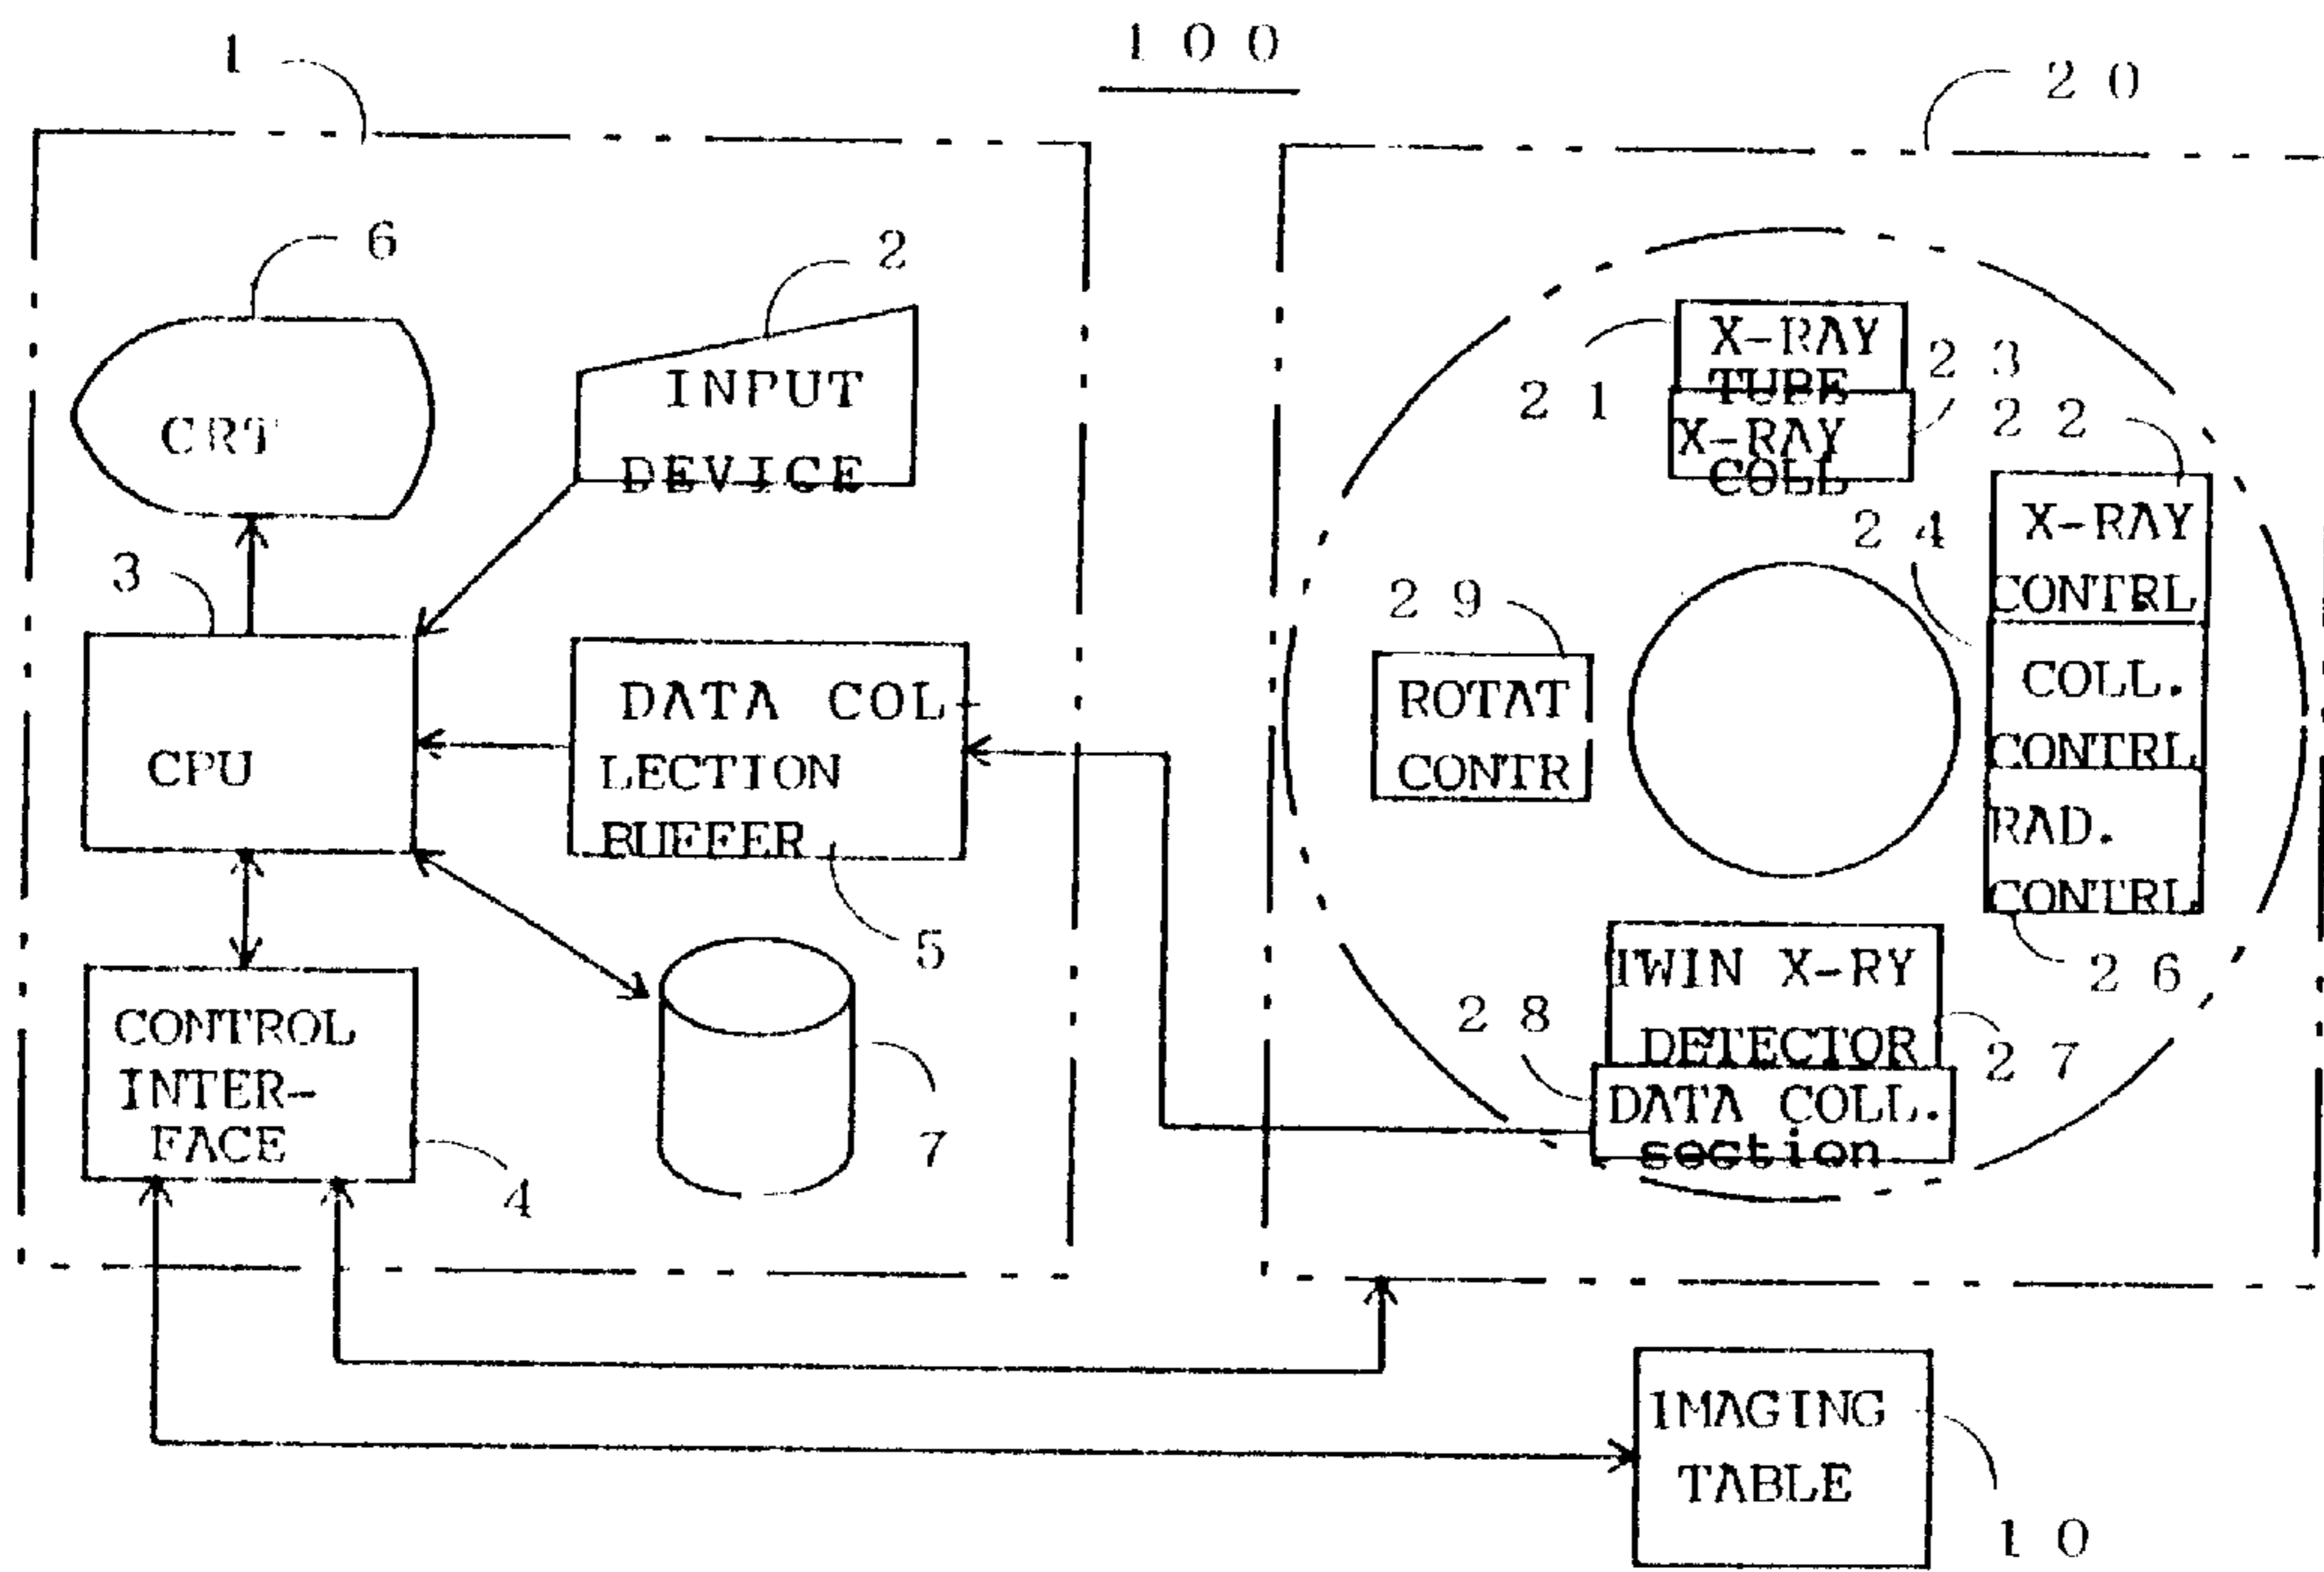 100
1
20
6
2
CRT
INPUT
DEVICE
3
CPU
DATA COL-
LECTION
BUFFER
5
CONTROL
INTER-
FACE
4
7
21
X-RAY
TUBE
23
X-RAY
COLL
22
X-RAY
CONTRL
24
COLL.
CONTRL
RAD.
CONTRL
26
29
ROTAT
CONTR
TWIN X-RY
DETECTOR
27
28
DATA COLL.
section
IMAGING
TABLE
10